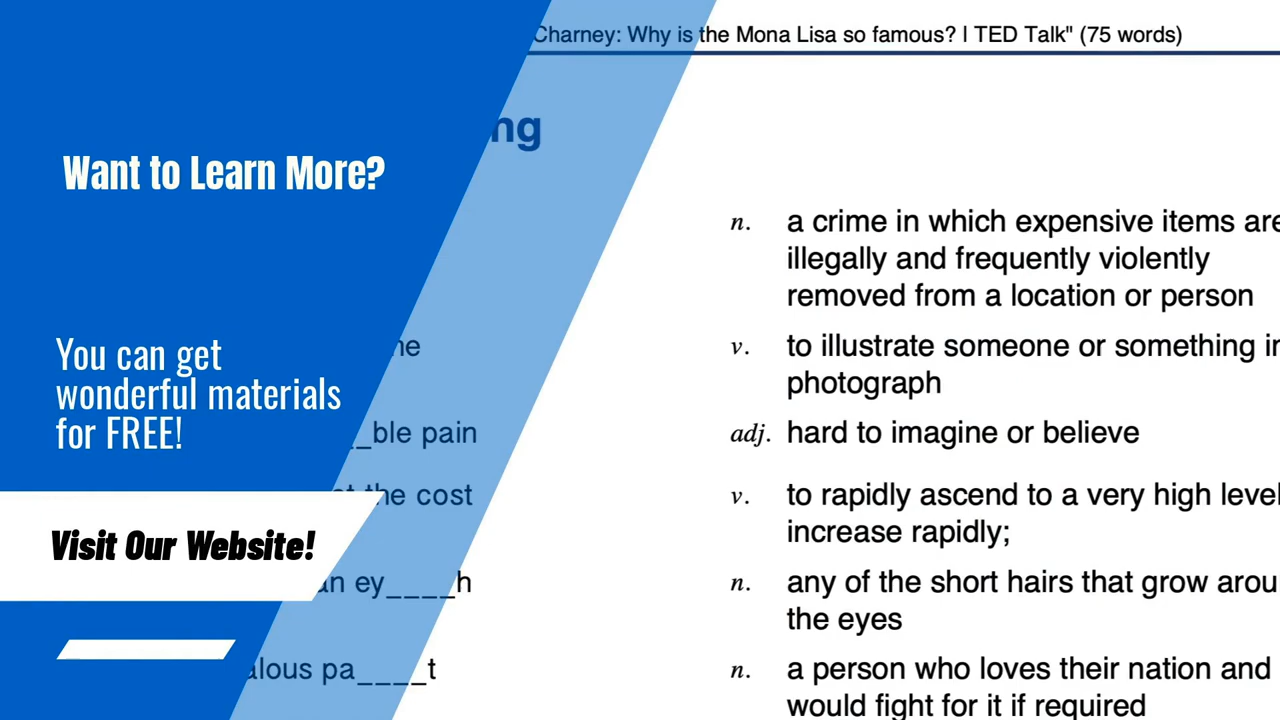 Charney: Why is the Mona Lisa so famous? | TED Talk" (75 words)
ng
Want to Learn More?
You can get
wonderful materials
for FREE!
Visit Our Website!
n. a crime in which expensive items are
illegally and frequently violently
removed from a location or person
ne v. to illustrate someone or something in
photograph
_ble pain adj. hard to imagine or believe
the cost v. to rapidly ascend to a very high level
increase rapidly;
an ey____h n. any of the short hairs that grow arou
the eyes
alous pa____t n. a person who loves their nation and
would fight for it if required